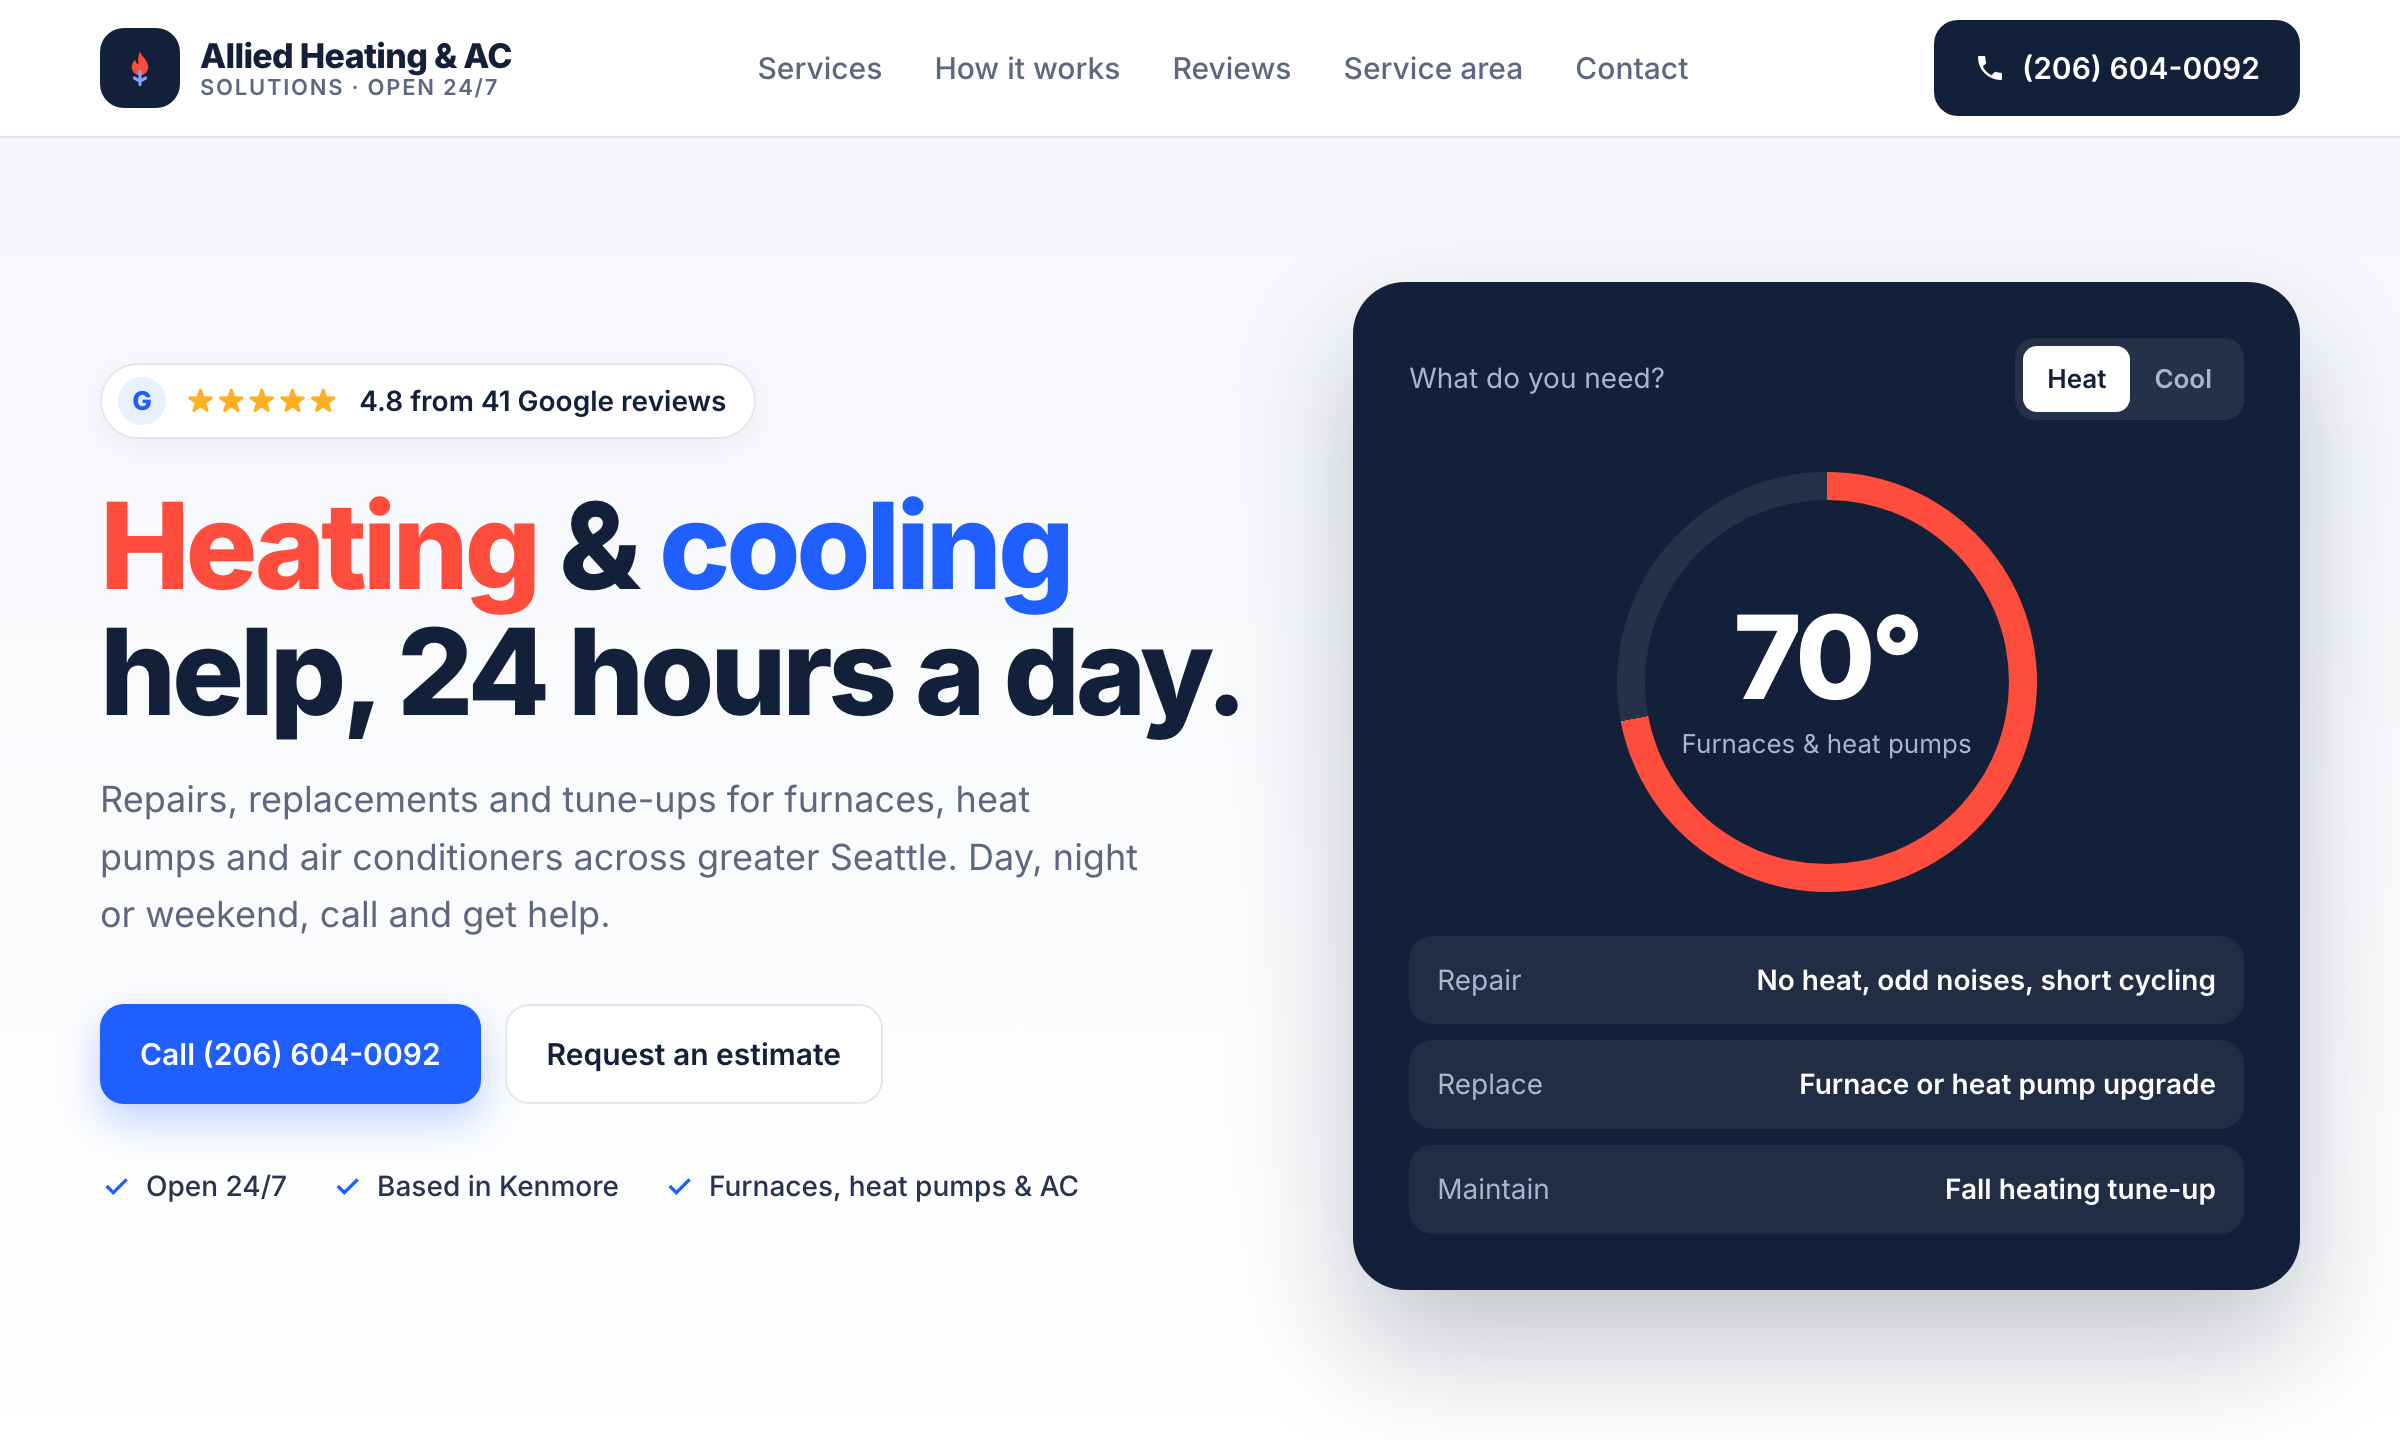 Allied Heating & AC
SOLUTIONS · OPEN 24/7
Services
How it works
Reviews
Service area
Contact
(206) 604-0092
G
4.8 from 41 Google reviews
Heating & cooling
help, 24 hours a day.
Repairs, replacements and tune-ups for furnaces, heat
pumps and air conditioners across greater Seattle. Day, night
or weekend, call and get help.
Call (206) 604-0092
Request an estimate
Open 24/7
Based in Kenmore
Furnaces, heat pumps & AC
What do you need?
Heat
Cool
70°
Furnaces & heat pumps
Repair
No heat, odd noises, short cycling
Replace
Furnace or heat pump upgrade
Maintain
Fall heating tune-up